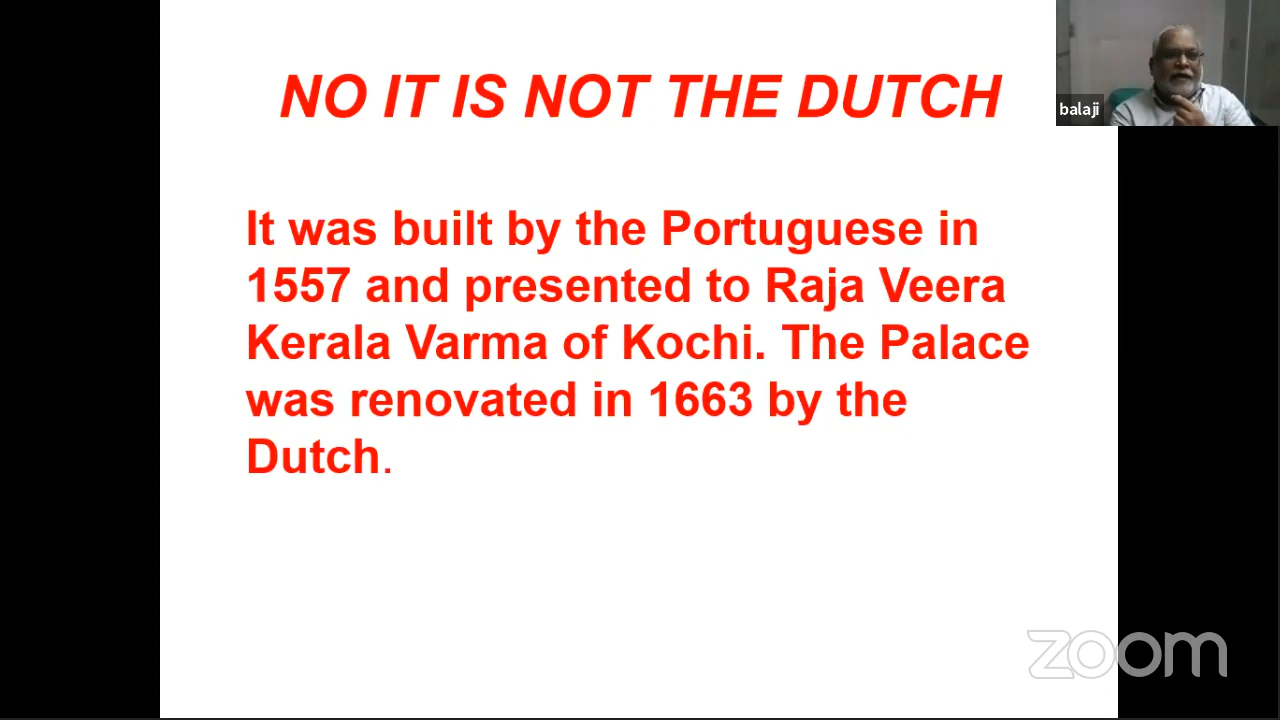 NO IT IS NOT THE DUTCH
balaji
It was built by the Portuguese in
1557 and presented to Raja Veera
Kerala Varma of Kochi. The Palace
was renovated in 1663 by the
Dutch.
zoom